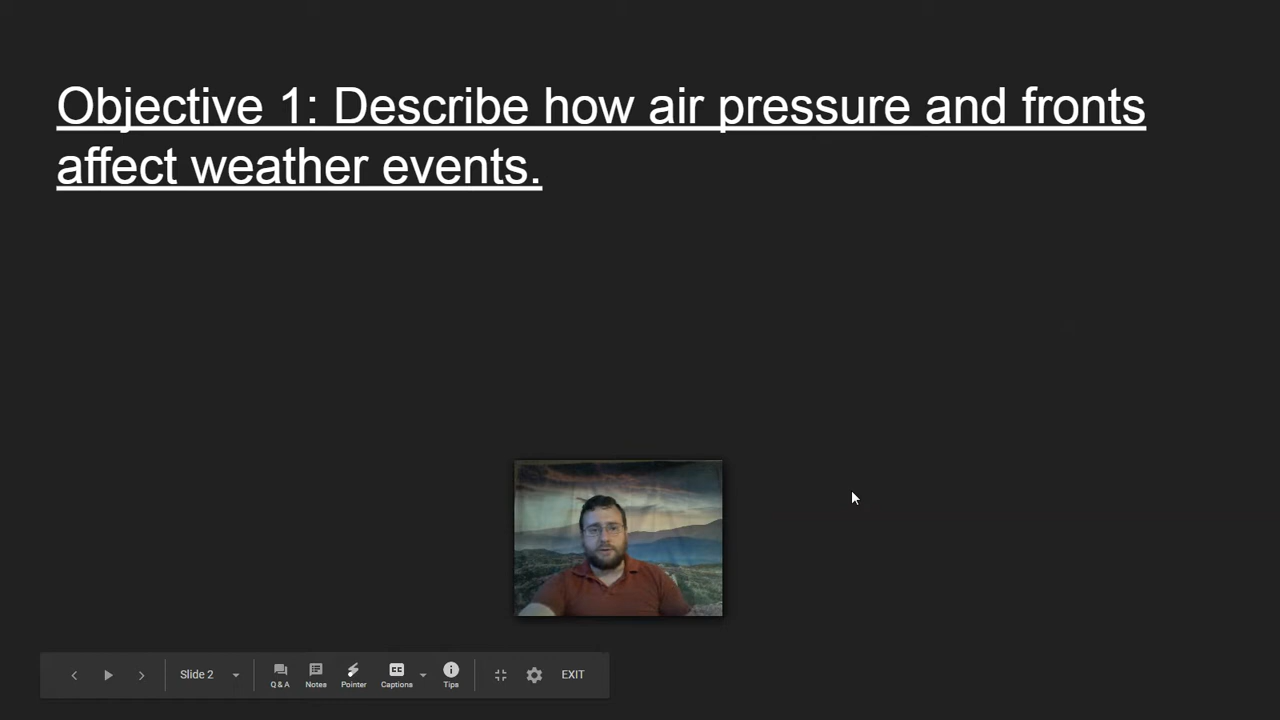 Objective 1: Describe how air pressure and fronts
affect weather events.
Slide 2
Q & A
Notes
Pointer
Captions
Tips
EXIT